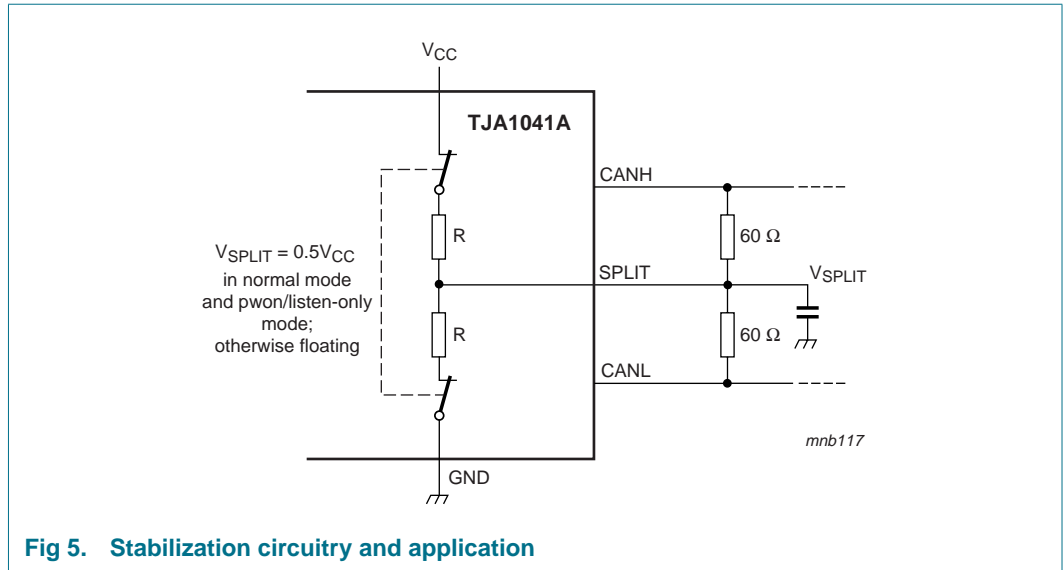 VCC
TJA1041A
CANH
R
60 Ω
VSPLIT = 0.5VCC
in normal mode
and pwon/listen-only
mode;
otherwise floating
SPLIT
VSPLIT
R
60 Ω
CANL
mnb117
GND
Fig 5. Stabilization circuitry and application